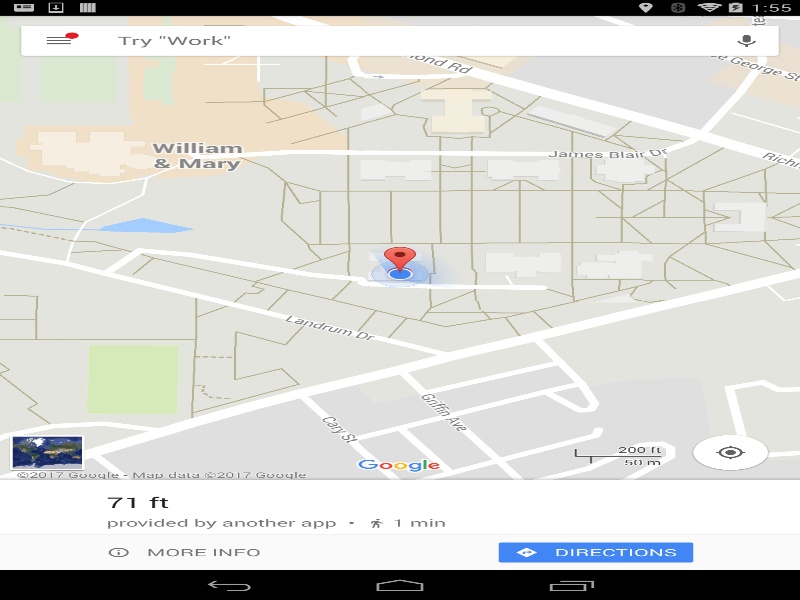 1:55
Try "Work"
mond Rd
ke George St
William
& Mary
James Blair Dr
Richm
Landrum Dr
Griffin Ave
Cary St
Google
200 ft
50 m
©2017 Google - Map data ©2017 Google
71 ft
provided by another app • 1 min
MORE INFO
DIRECTIONS